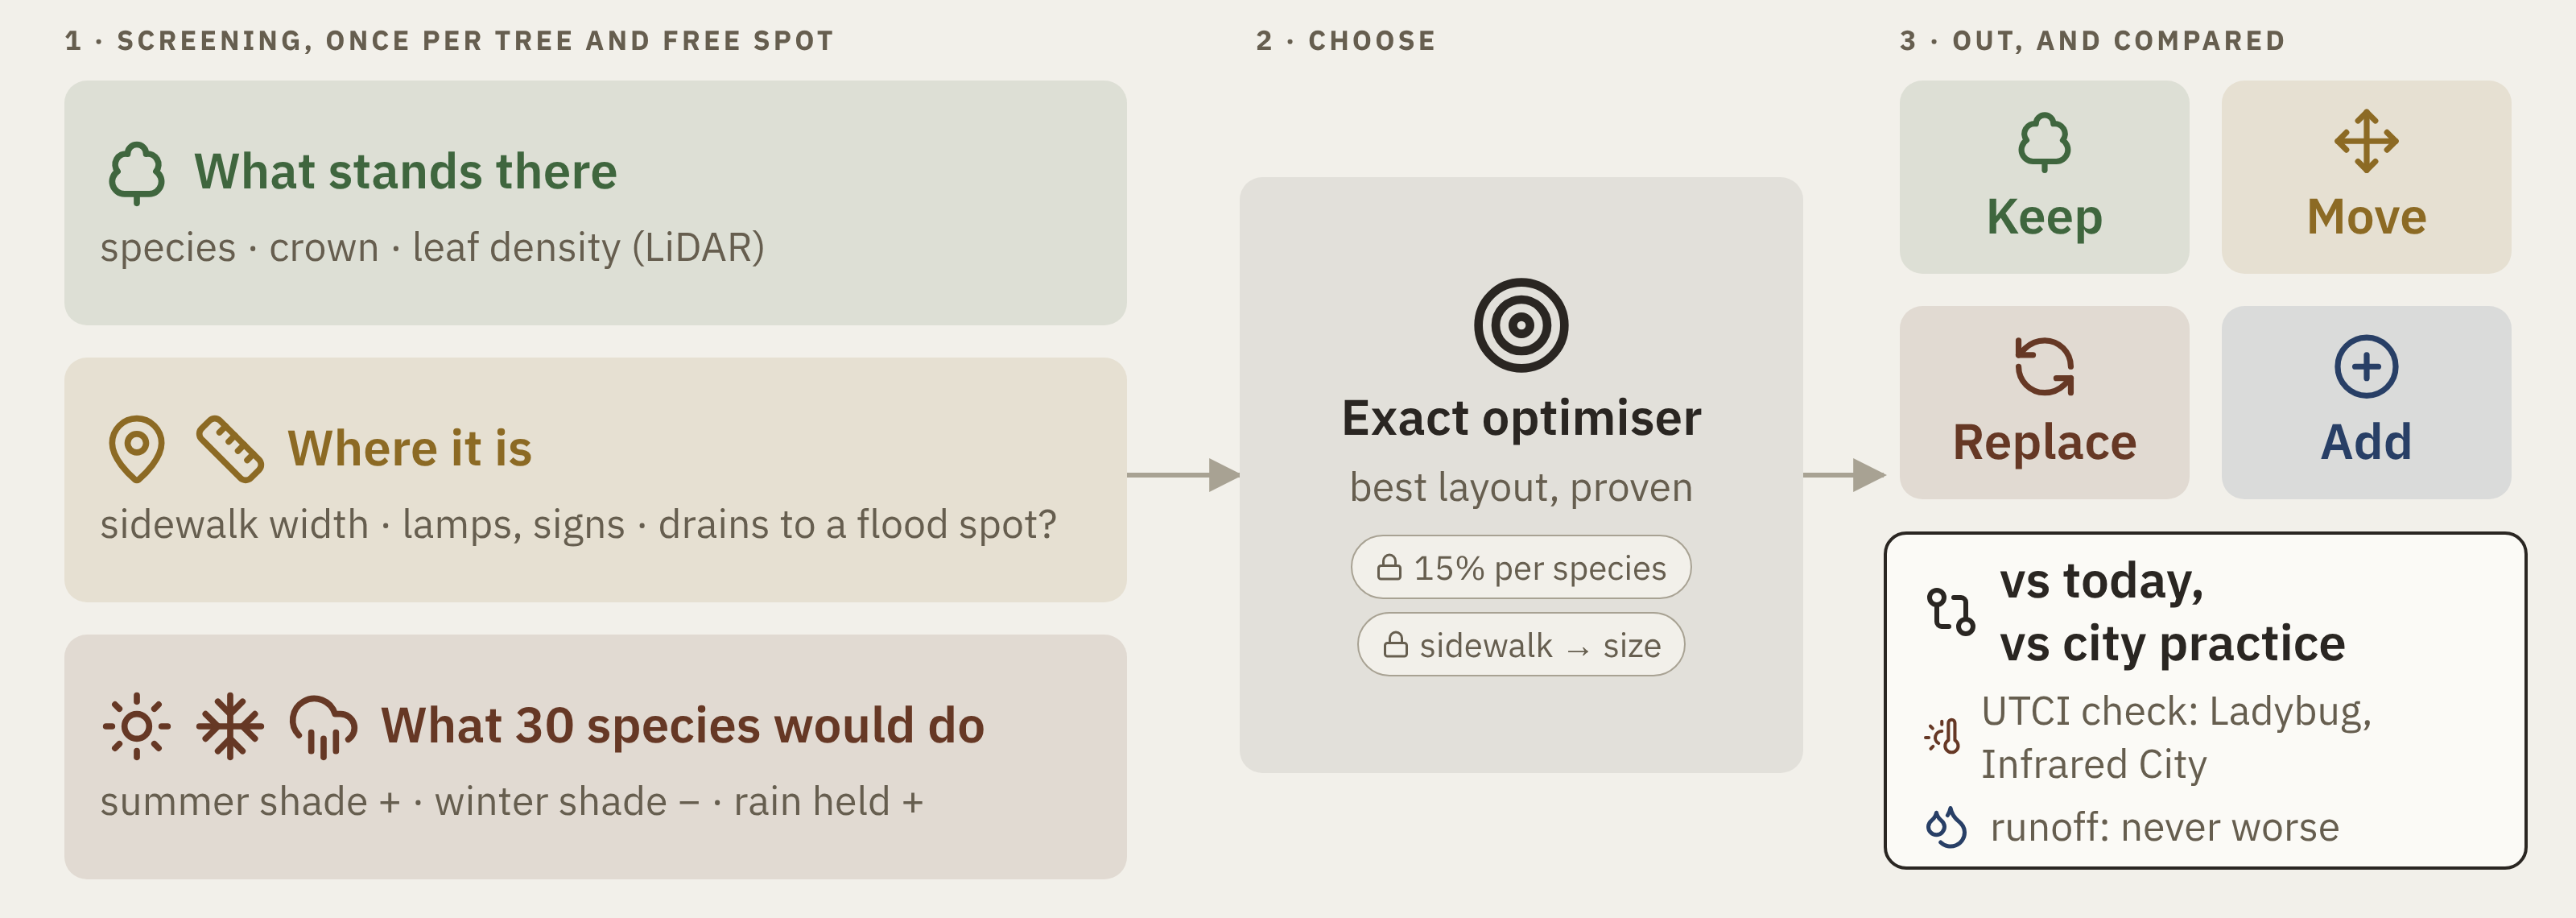 1 · SCREENING, ONCE PER TREE AND FREE SPOT
What stands there
species · crown · leaf density (LiDAR)
Where it is
sidewalk width · lamps, signs · drains to a flood spot?
What 30 species would do
summer shade + · winter shade − · rain held +
2 · CHOOSE
Exact optimiser
best layout, proven
15% per species
sidewalk → size
3 · OUT, AND COMPARED
Keep
Move
Replace
Add
vs today,
vs city practice
UTCI check: Ladybug,
Infrared City
runoff: never worse